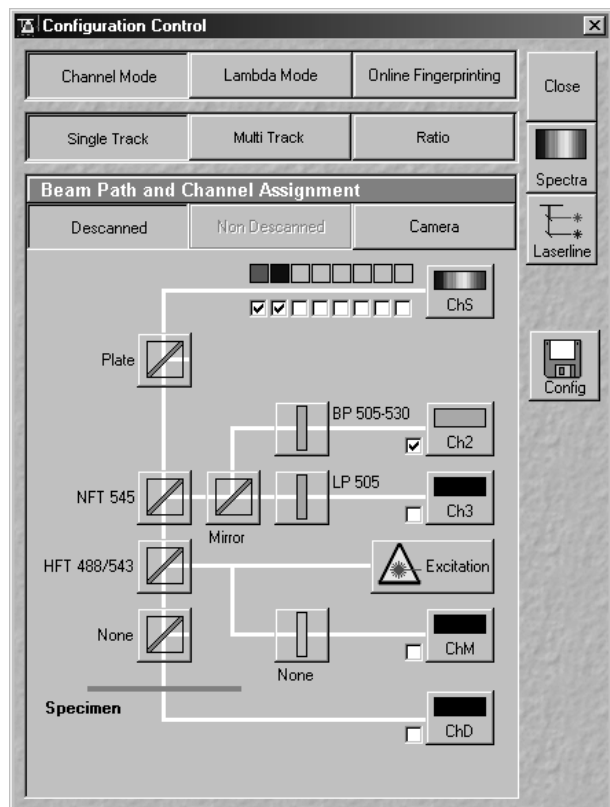 Configuration Control
Channel Mode
Lambda Mode
Online Fingerprinting
Close
Single Track
Multi Track
Ratio
Spectra
Beam Path and Channel Assignment
Descanned
Non Descanned
Camera
Laserline
ChS
Plate
Config
BP 505-530
Ch2
NFT 545
LP 505
Ch3
Mirror
HFT 488/543
Excitation
None
None
ChM
Specimen
ChD